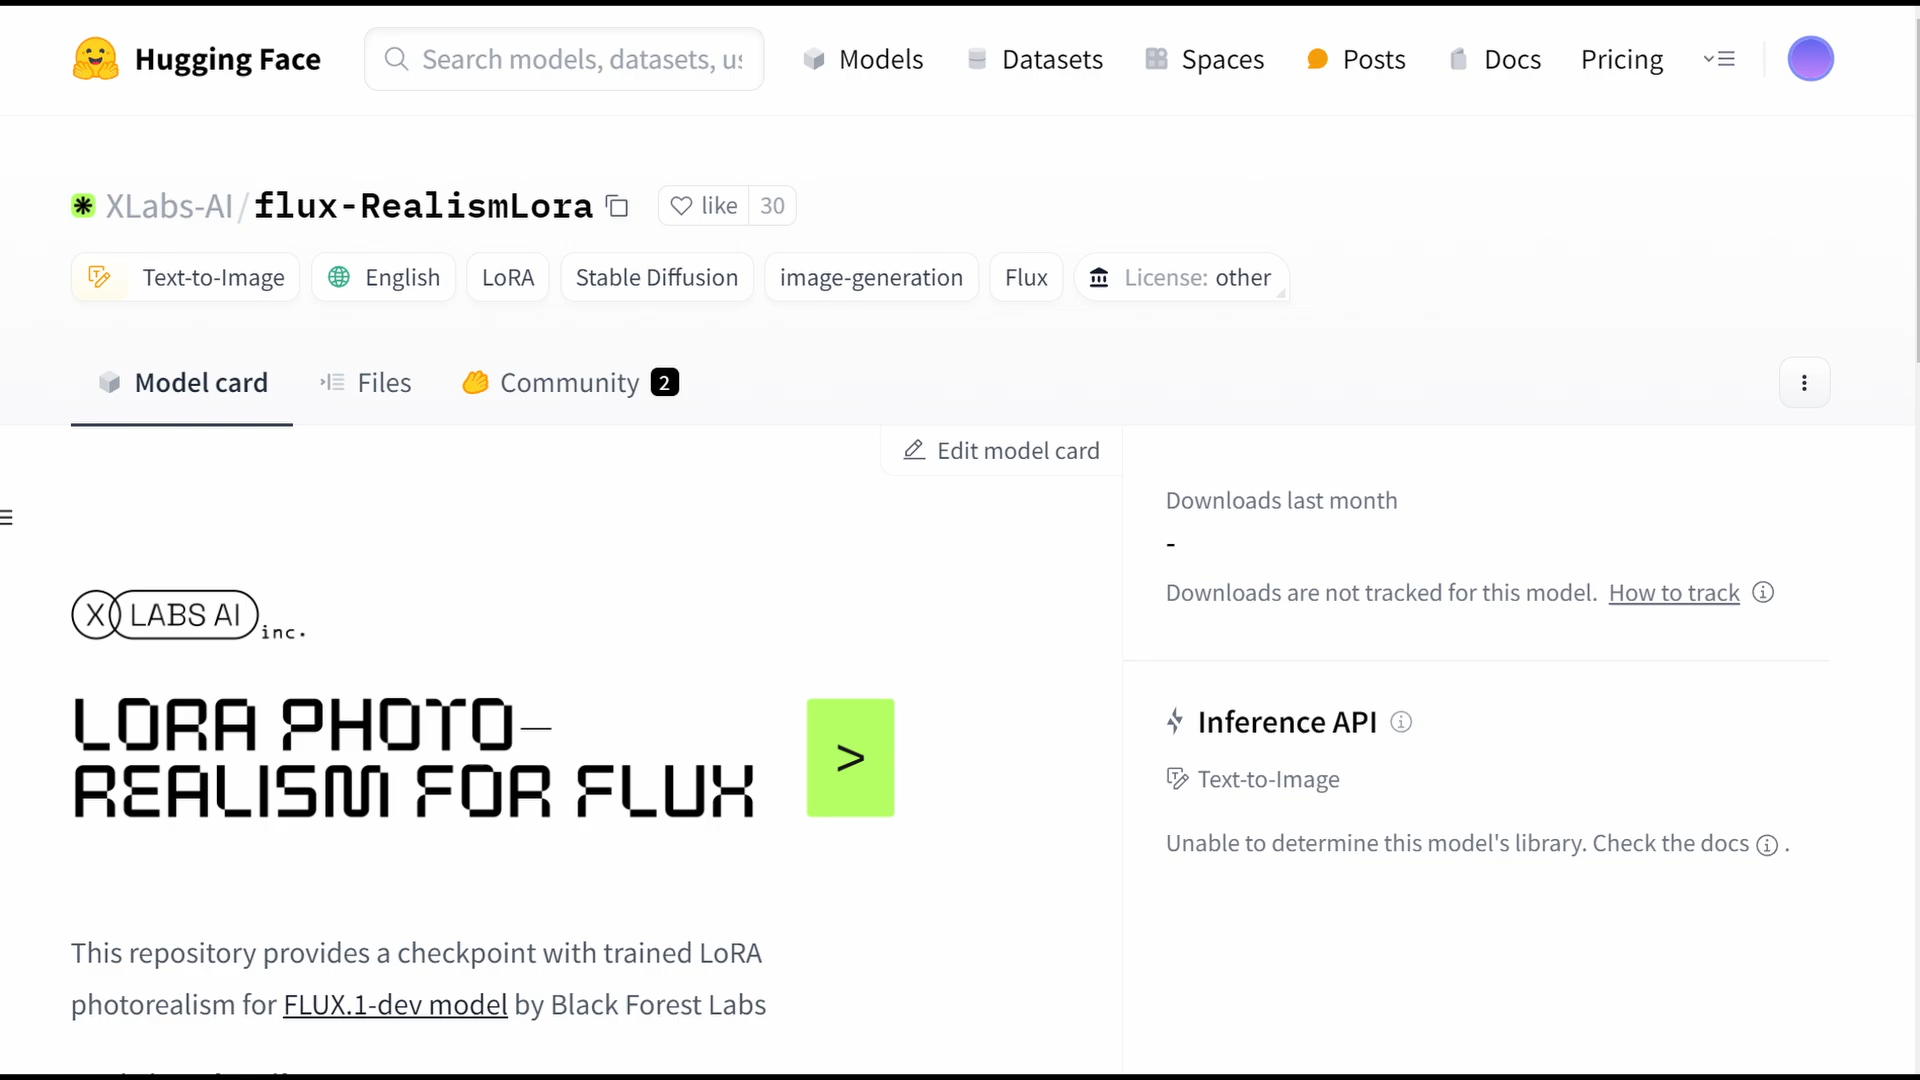 Hugging Face
Search models, datasets, us
Models
Datasets
Spaces
Posts
Docs
Pricing
XLabs-AI/flux-RealismLora
like 30
Text-to-Image
English
LoRA
Stable Diffusion
image-generation
Flux
License: other
Model card
Files
Community 2
Edit model card
Downloads last month
-
Downloads are not tracked for this model. How to track
X LABS AI inc.
LORA PHOTO—
REALISM FOR FLUX
>
Inference API
Text-to-Image
Unable to determine this model's library. Check the docs .
This repository provides a checkpoint with trained LoRA
photorealism for FLUX.1-dev model by Black Forest Labs